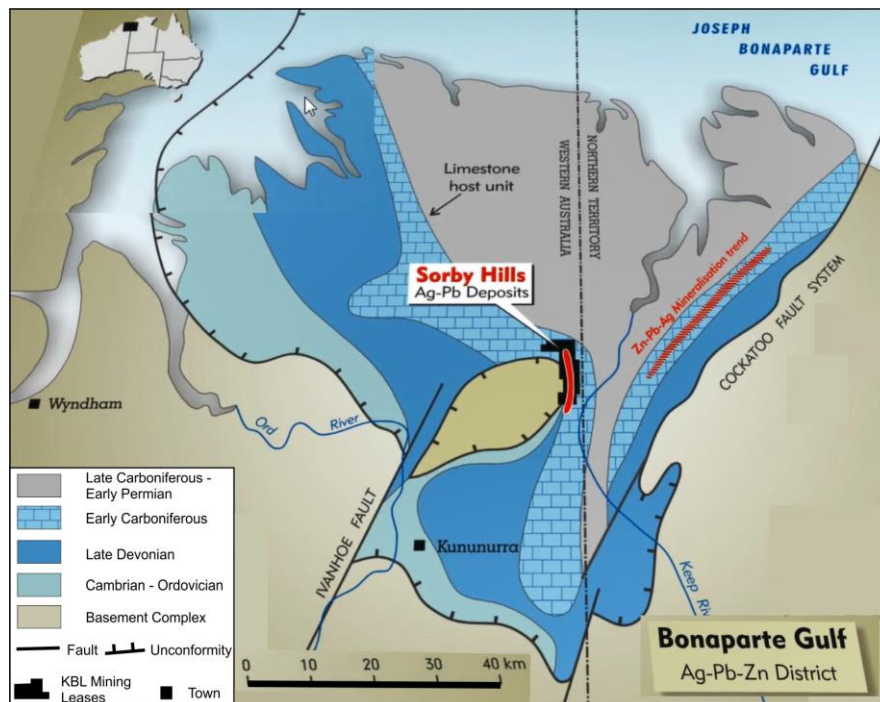 JOSEPH
BONAPARTE
GULF
Limestone
host unit
WESTERN AUSTRALIA
NORTHERN TERRITORY
Sorby Hills
Ag-Pb Deposits
Zn-Pb-Ag Mineralisation trend
COCKATOO FAULT SYSTEM
Wyndham
Ord River
IVANHOE FAULT
Kununurra
Keep
Late Carboniferous -
Early Permian
Early Carboniferous
Late Devonian
Cambrian - Ordovician
Basement Complex
Fault
Unconformity
KBL Mining
Leases
Town
0 10 20 30 40 km
Bonaparte Gulf
Ag-Pb-Zn District